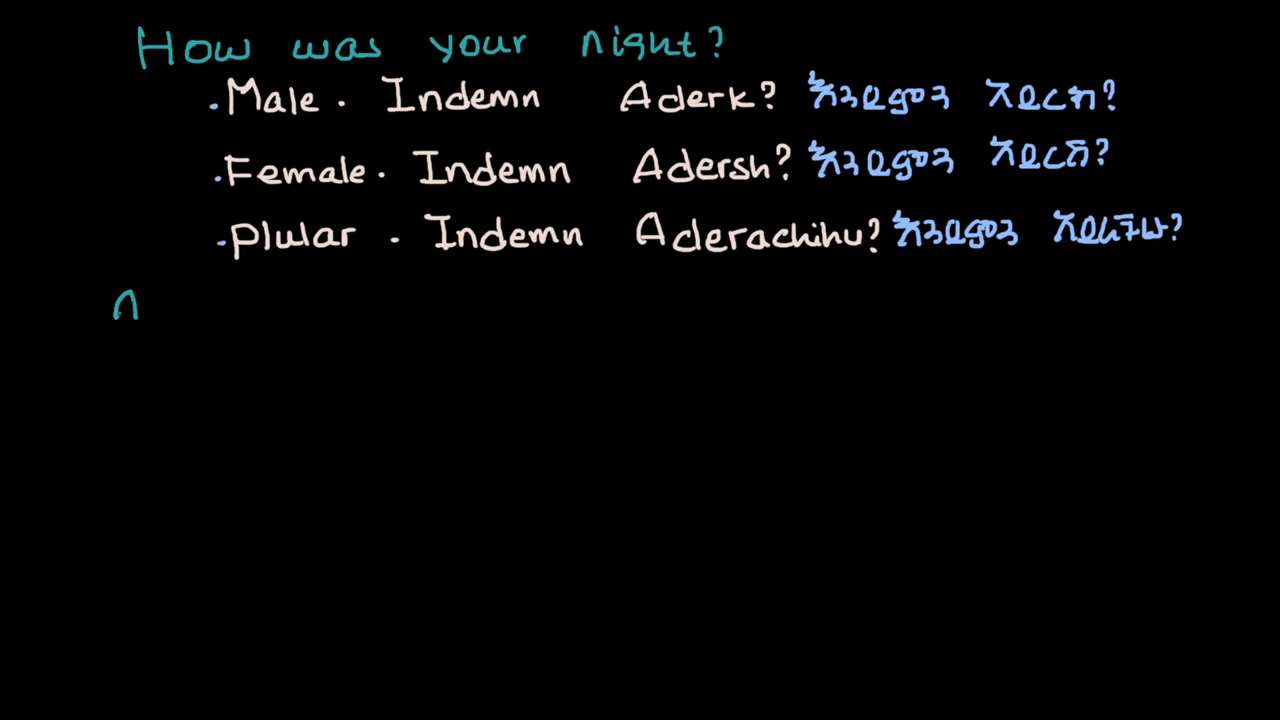 How was your night?
. Male . Indemn Aderk? እንደምን አደርክ?
. Female . Indemn Adersh? እንደምን አደርሽ?
. Plular . Indemn Aderachihu? እንደምን አደራችሁ?